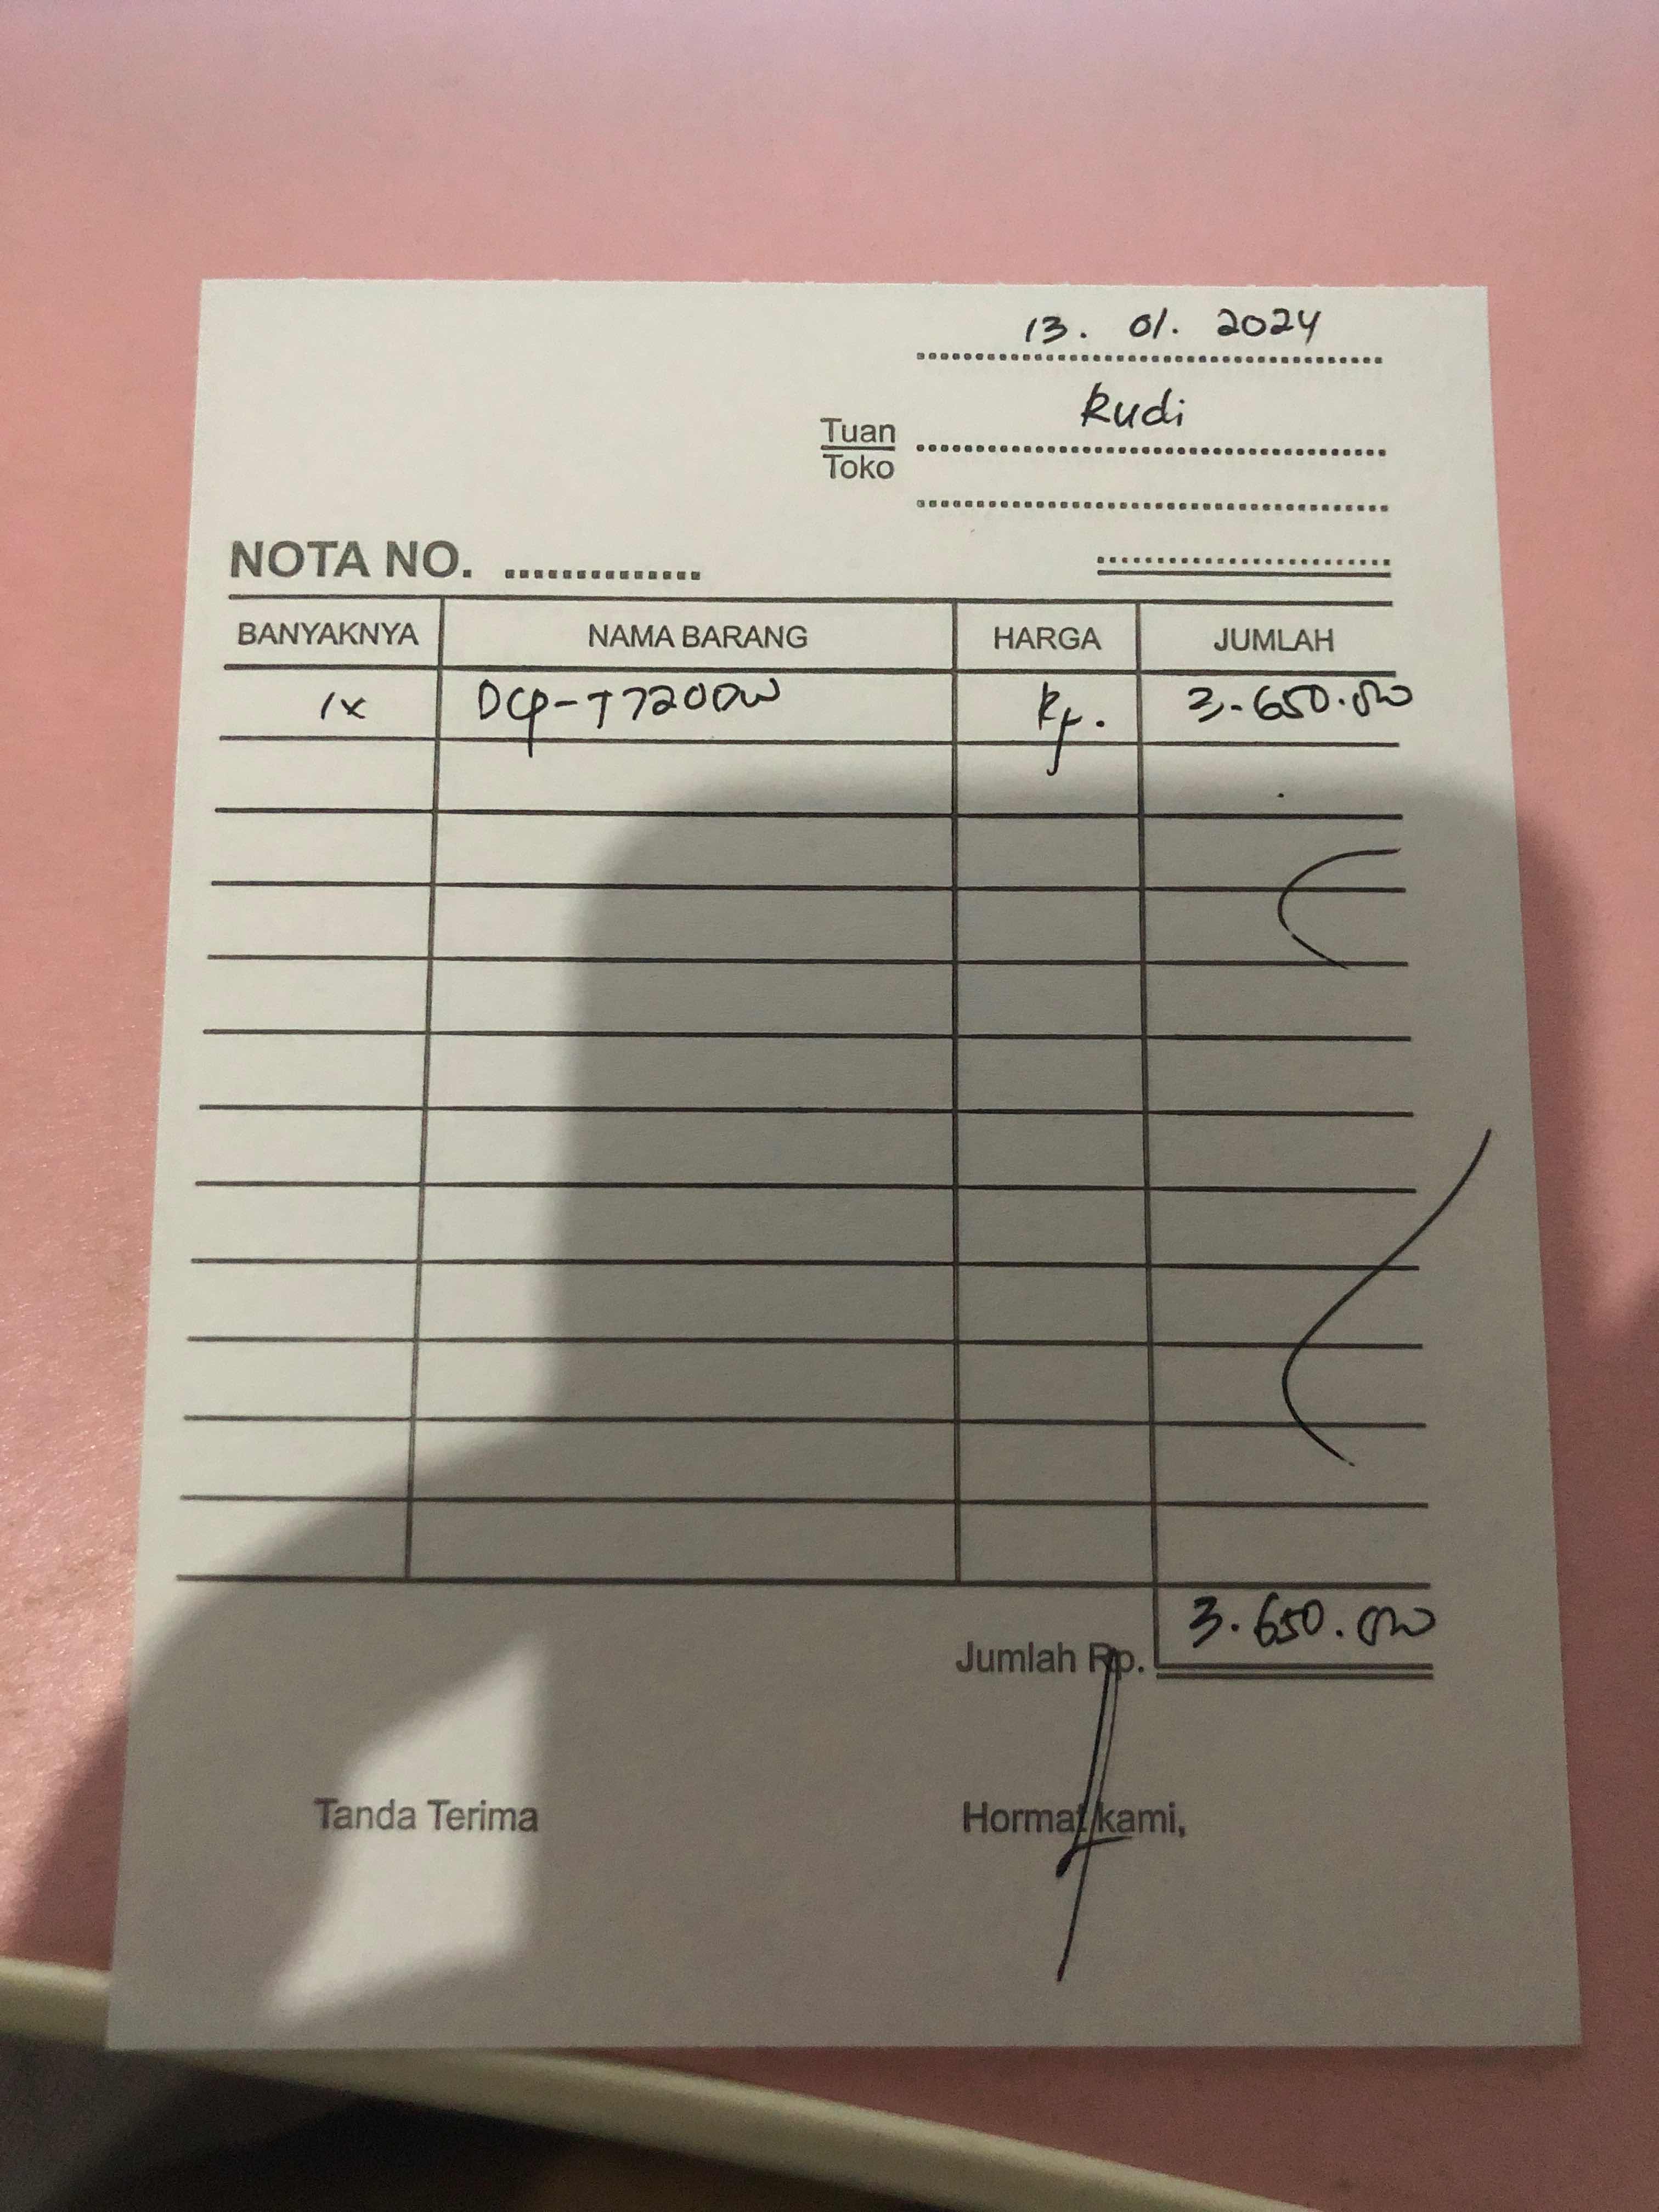 13. 01. 2024
Rudi
Tuan
Toko
NOTA NO. ..............
BANYAKNYA NAMA BARANG HARGA JUMLAH
1x DCP-T720DW Rp. 3.650.000
Jumlah Rp. 3.650.000
Tanda Terima Hormat kami,